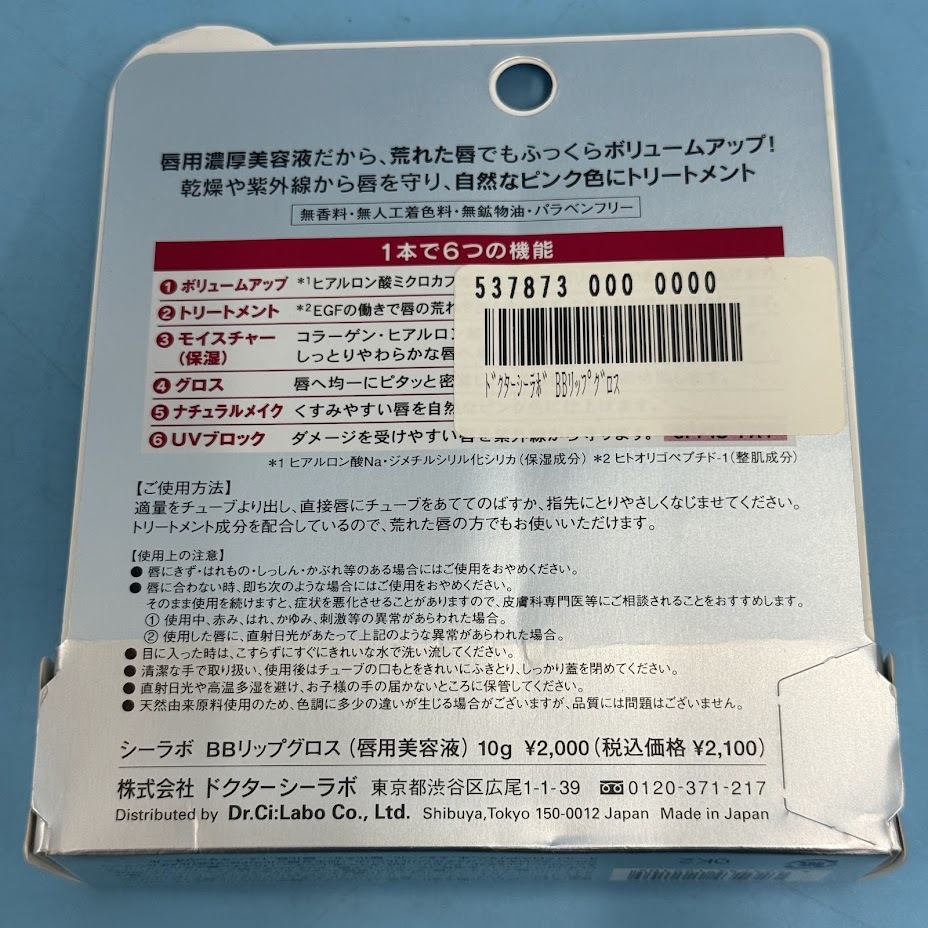 唇用濃厚美容液だから、荒れた唇でもふっくらボリュームアップ!
乾燥や紫外線から唇を守り、自然なピンク色にトリートメント
無香料・無人工着色料・無鉱物油・パラベンフリー
1本で6つの機能
❶ボリュームアップ *1ヒアルロン酸ミクロカプ
❷トリートメント *2EGFの働きで唇の荒れ
❸モイスチャー(保湿) コラーゲン・ヒアルロン
しっとりやわらかな唇
❹グロス 唇へ均一にピタッと密
❺ナチュラルメイク くすみやすい唇を自然
❻UVブロック ダメージを受けやすい唇を紫外線から守ります。
537873 000 0000
ドクターシーラボ BBリップグロス
*1 ヒアルロン酸Na・ジメチルシリル化シリカ(保湿成分) *2 ヒトオリゴペプチド-1(整肌成分)
【ご使用方法】
適量をチューブより出し、直接唇にチューブをあててのばすか、指先にとりやさしくなじませてください。
トリートメント成分を配合しているので、荒れた唇の方でもお使いいただけます。
【使用上の注意】
● 唇にきず・はれもの・しっしん・かぶれ等のある場合にはご使用をおやめください。
● 唇に合わない時、即ち次のような場合にはご使用をおやめください。
そのまま使用を続けますと、症状を悪化させることがありますので、皮膚科専門医等にご相談されることをおすすめします。
① 使用中、赤み、はれ、かゆみ、刺激等の異常があらわれた場合。
② 使用した唇に、直射日光があたって上記のような異常があらわれた場合。
● 目に入った時は、こすらずにすぐにきれいな水で洗い流してください。
● 清潔な手で取り扱い、使用後はチューブの口もとをきれいにふきとり、しっかり蓋を閉めてください。
● 直射日光や高温多湿を避け、お子様の手の届かないところに保管してください。
● 天然由来原料使用のため、色調に多少の違いが生じる場合がございますが、品質には問題はございません。
シーラボ BBリップグロス(唇用美容液)10g ¥2,000(税込価格 ¥2,100)
株式会社 ドクターシーラボ 東京都渋谷区広尾1-1-39 0120-371-217
Distributed by Dr.Ci:Labo Co., Ltd. Shibuya,Tokyo 150-0012 Japan Made in Japan